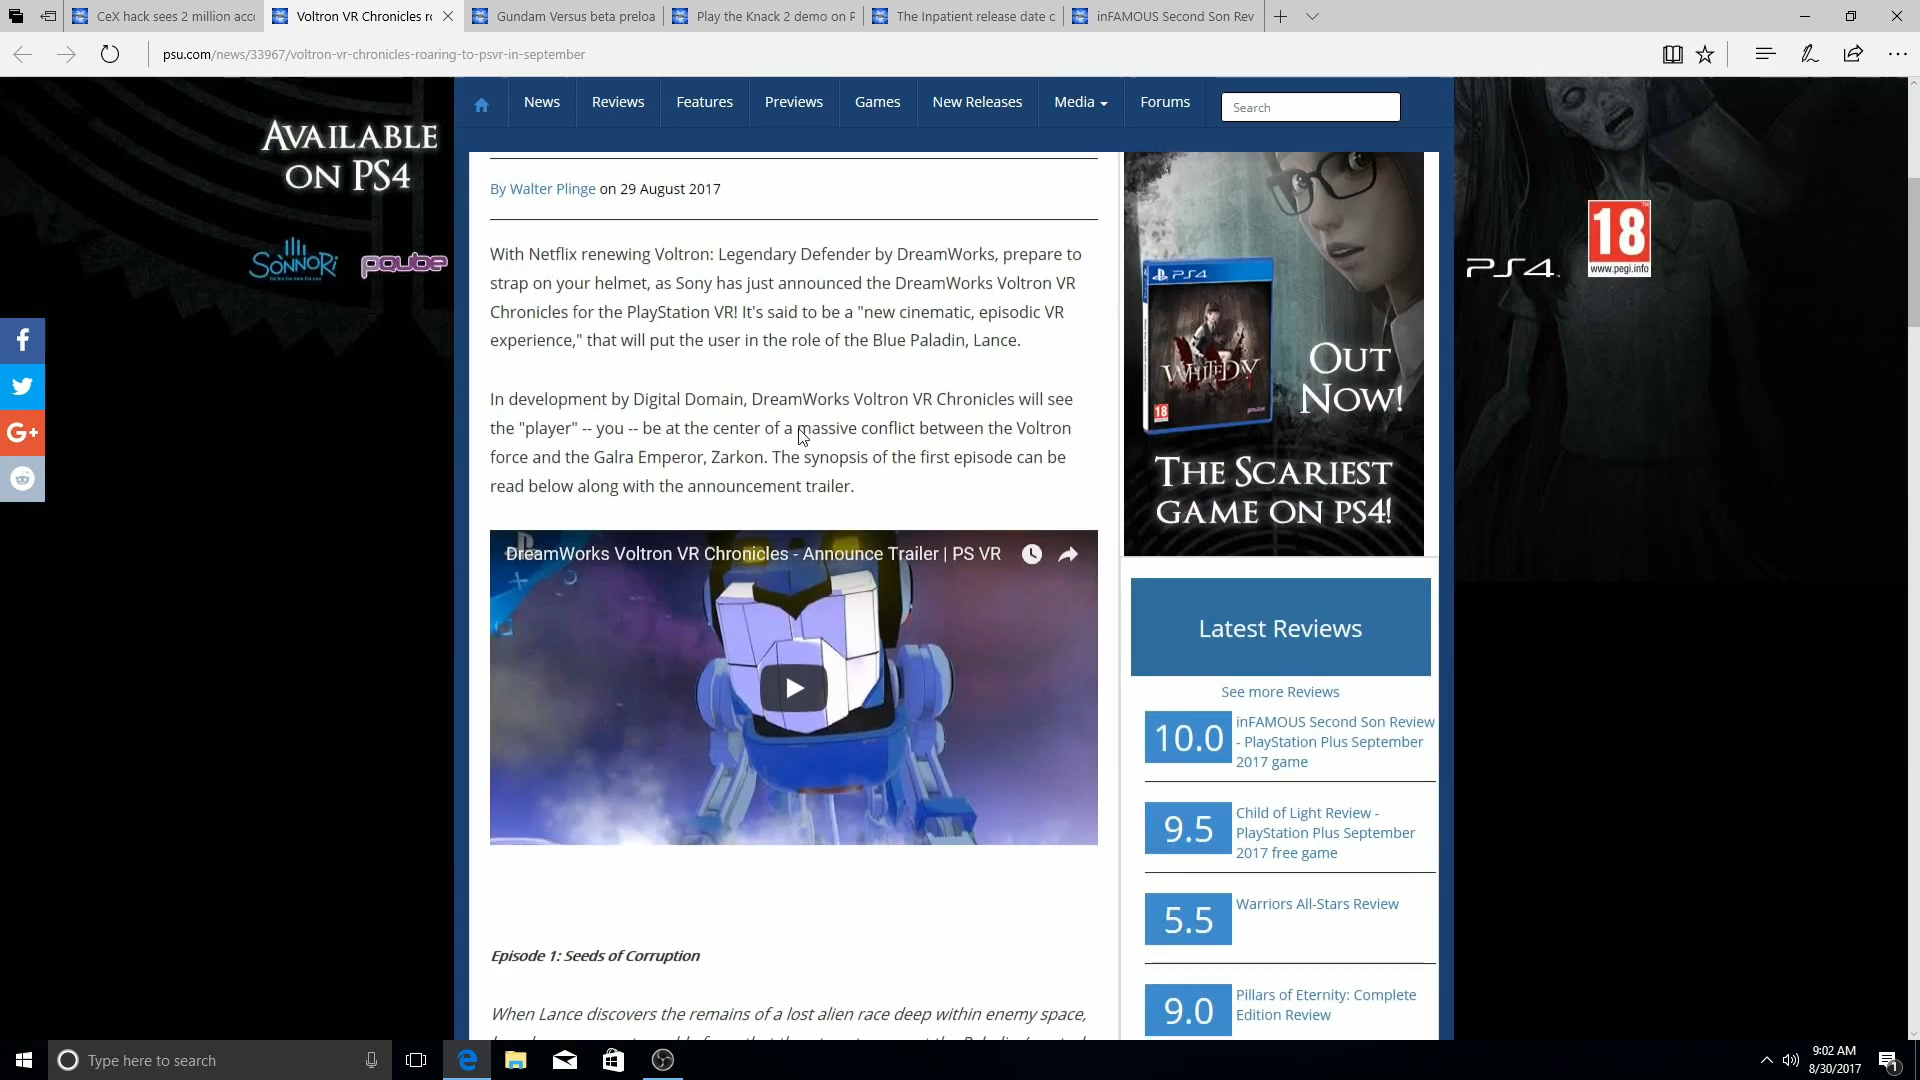 CeX hack sees 2 million acc
Voltron VR Chronicles ro
Gundam Versus beta preloa
Play the Knack 2 demo on P
The Inpatient release date c
inFAMOUS Second Son Rev
psu.com/news/33967/voltron-vr-chronicles-roaring-to-psvr-in-september
News
Reviews
Features
Previews
Games
New Releases
Media
Forums
Search
AVAILABLE
ON PS4
SONNORi
PQUBE
By Walter Plinge on 29 August 2017
With Netflix renewing Voltron: Legendary Defender by DreamWorks, prepare to
strap on your helmet, as Sony has just announced the DreamWorks Voltron VR
Chronicles for the PlayStation VR! It's said to be a "new cinematic, episodic VR
experience," that will put the user in the role of the Blue Paladin, Lance.
In development by Digital Domain, DreamWorks Voltron VR Chronicles will see
the "player" -- you -- be at the center of a massive conflict between the Voltron
force and the Galra Emperor, Zarkon. The synopsis of the first episode can be
read below along with the announcement trailer.
DreamWorks Voltron VR Chronicles - Announce Trailer | PS VR
Episode 1: Seeds of Corruption
When Lance discovers the remains of a lost alien race deep within enemy space,
PS4
WHITEDAY
18
OUT
NOW!
THE SCARIEST
GAME ON PS4!
PS4
18
www.pegi.info
Latest Reviews
See more Reviews
10.0
inFAMOUS Second Son Review
- PlayStation Plus September
2017 game
9.5
Child of Light Review -
PlayStation Plus September
2017 free game
5.5
Warriors All-Stars Review
9.0
Pillars of Eternity: Complete
Edition Review
f
G+
Type here to search
9:02 AM
8/30/2017
1